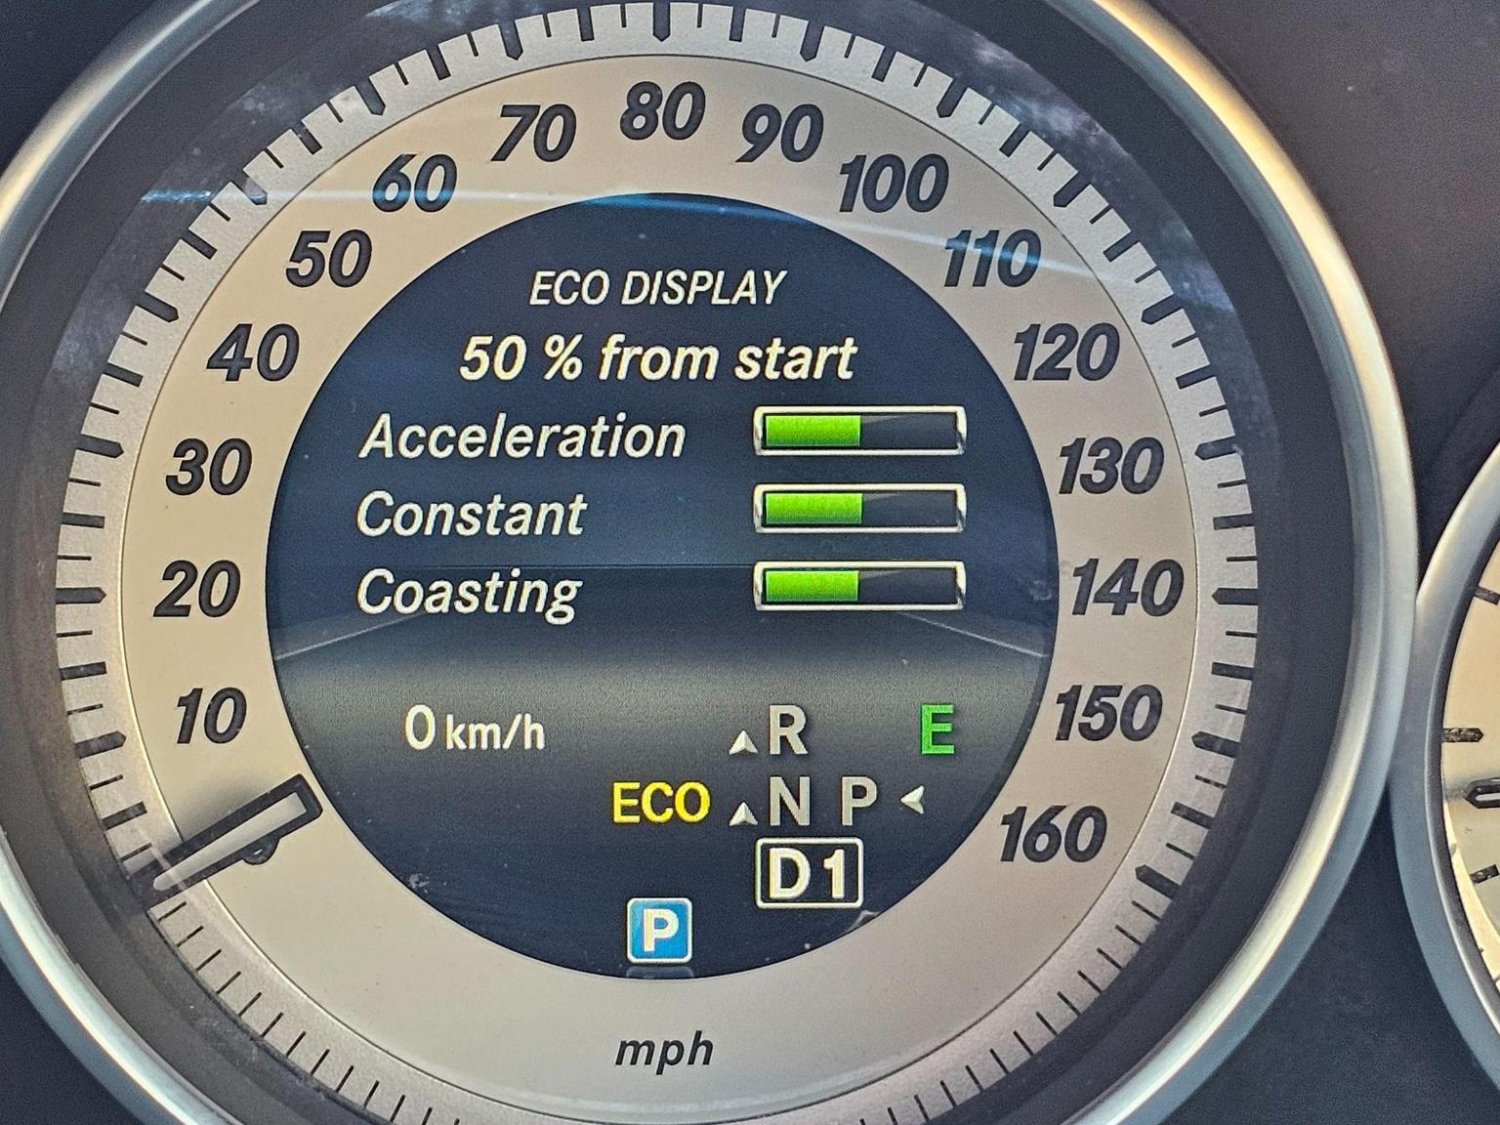 80
70 90
60 100
50 110
40 120
30 130
20 140
10 150
160
ECO DISPLAY
50 % from start
Acceleration
Constant
Coasting
0 km/h R E
ECO N P
D 1
P
mph